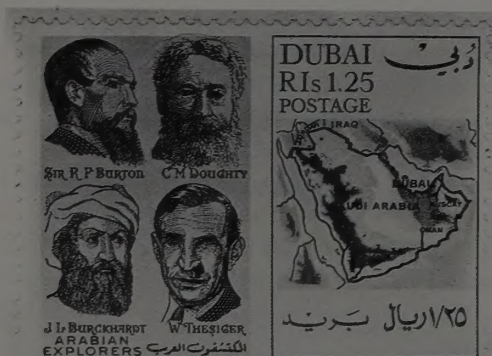 SIR R. P BURTON
C. M DOUGHTY
J L BURCKHARDT
W THESIGER
ARABIAN
EXPLORERS المكتشفون العرب
DUBAI دبي
RIs 1.25
POSTAGE
IRAQ
DUBAI
SAUDI ARABIA
MUSCAT
OMAN
١/٢٥ ريال بريد